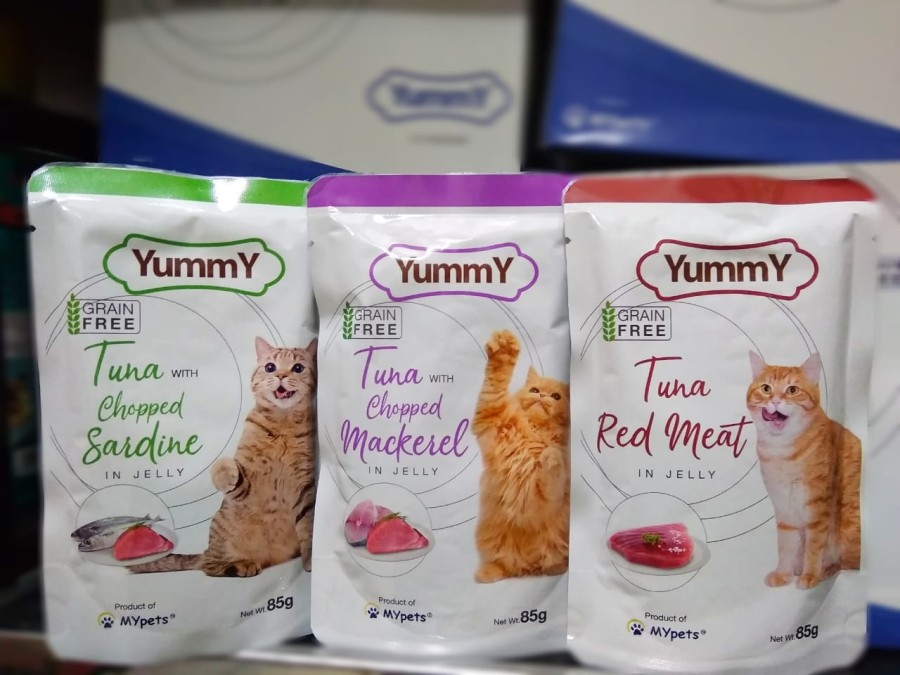 YummY
MYpets
YummY
GRAIN
FREE
Tuna WITH
Chopped
Sardine
IN JELLY
Product of
MYpets™
Net Wt. 85g
YummY
GRAIN
FREE
Tuna WITH
Chopped
Mackerel
IN JELLY
Product of
MYpets®
Net Wt. 85g
YummY
GRAIN
FREE
Tuna
Red Meat
IN JELLY
Product of
MYpets™
Net Wt. 85g